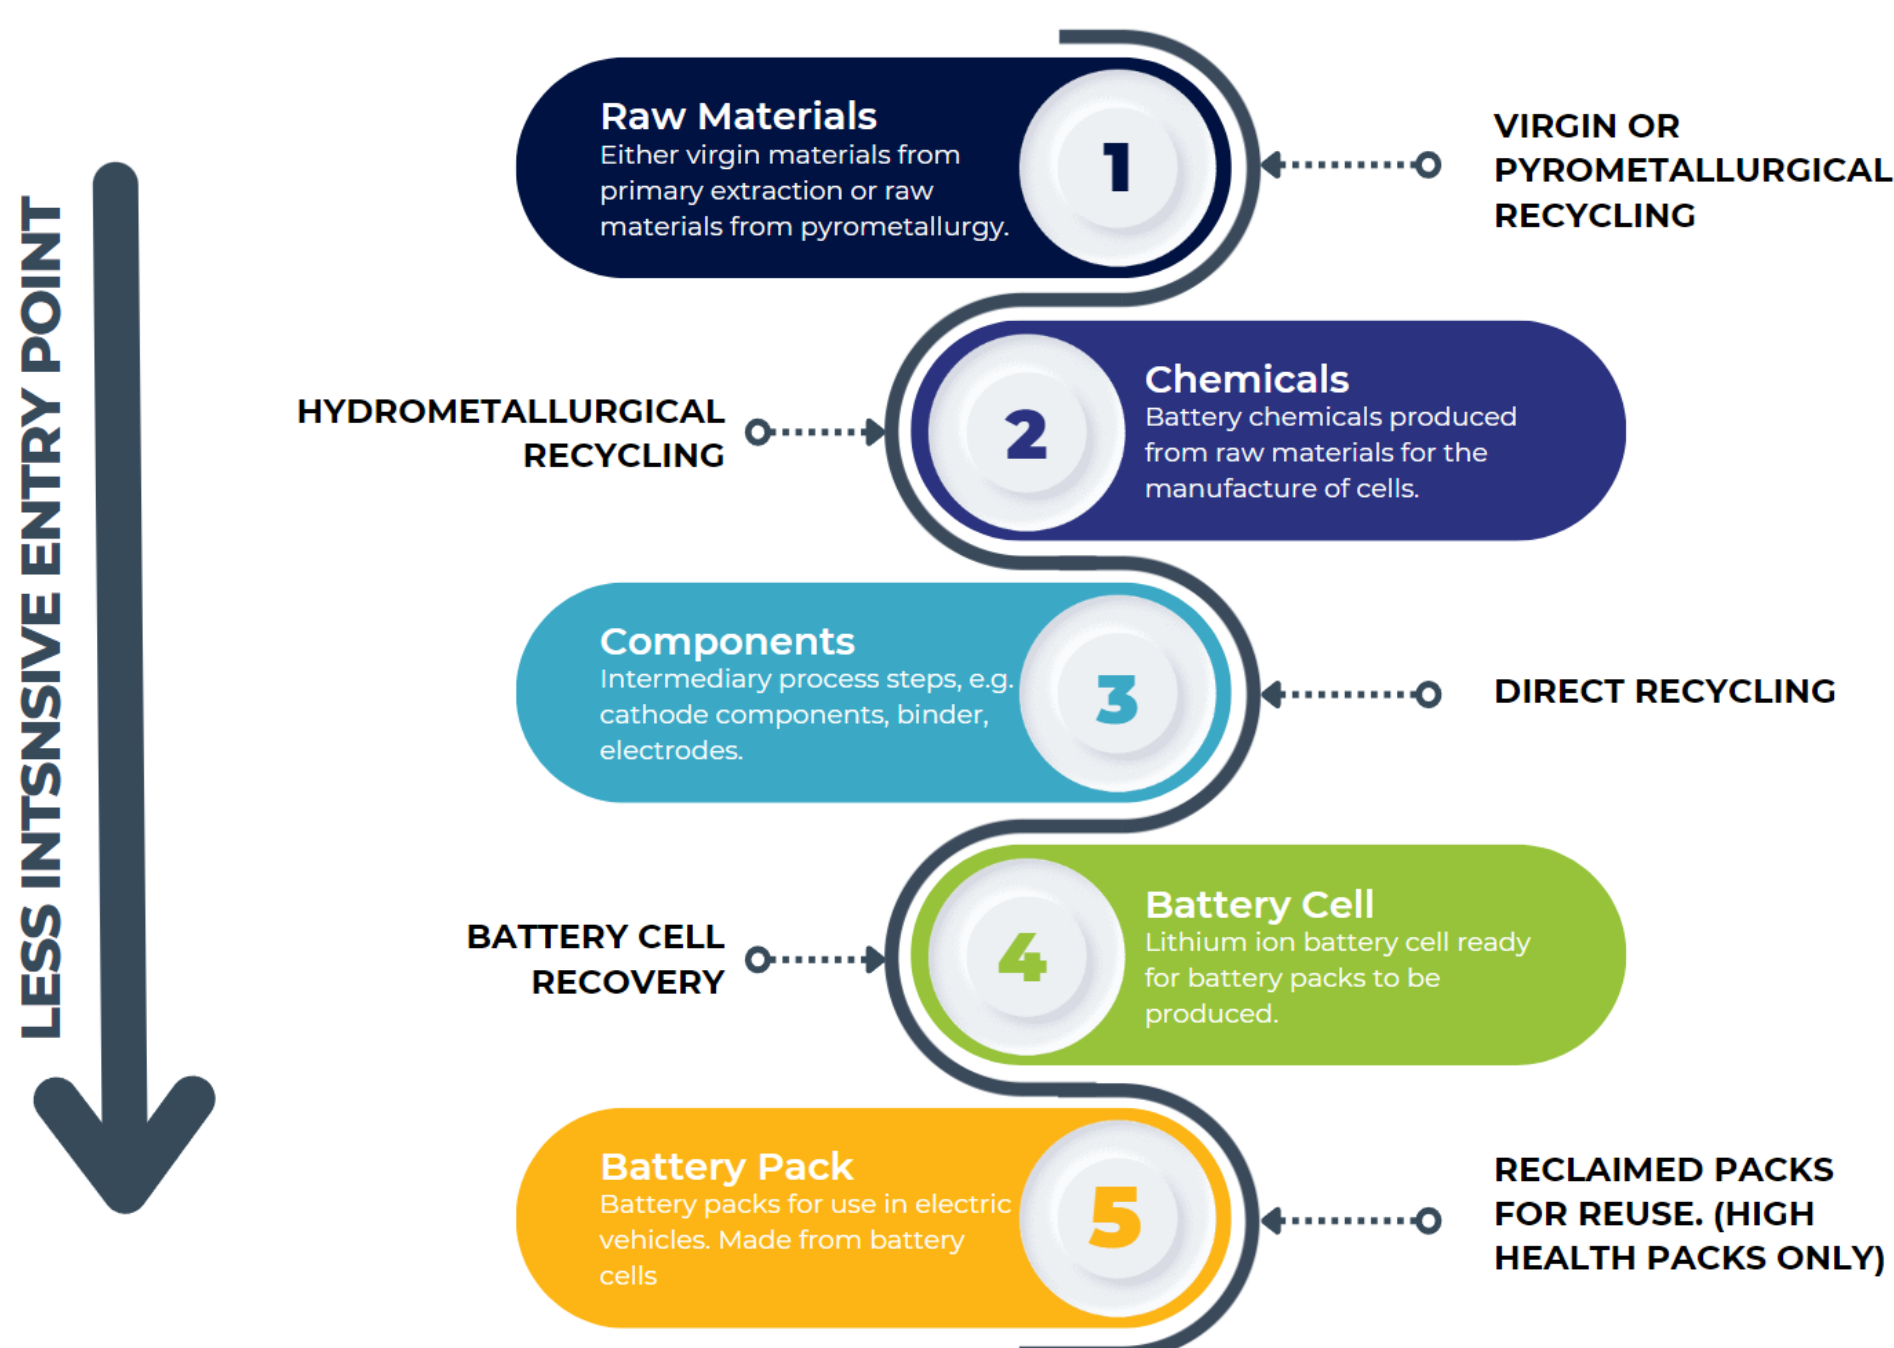 LESS INTSNSIVE ENTRY POINT
Raw Materials
Either virgin materials from
primary extraction or raw
materials from pyrometallurgy.
1
VIRGIN OR
PYROMETALLURGICAL
RECYCLING
HYDROMETALLURGICAL
RECYCLING
2
Chemicals
Battery chemicals produced
from raw materials for the
manufacture of cells.
Components
Intermediary process steps, e.g.
cathode components, binder,
electrodes.
3
DIRECT RECYCLING
BATTERY CELL
RECOVERY
4
Battery Cell
Lithium ion battery cell ready
for battery packs to be
produced.
Battery Pack
Battery packs for use in electric
vehicles. Made from battery
cells
5
RECLAIMED PACKS
FOR REUSE. (HIGH
HEALTH PACKS ONLY)